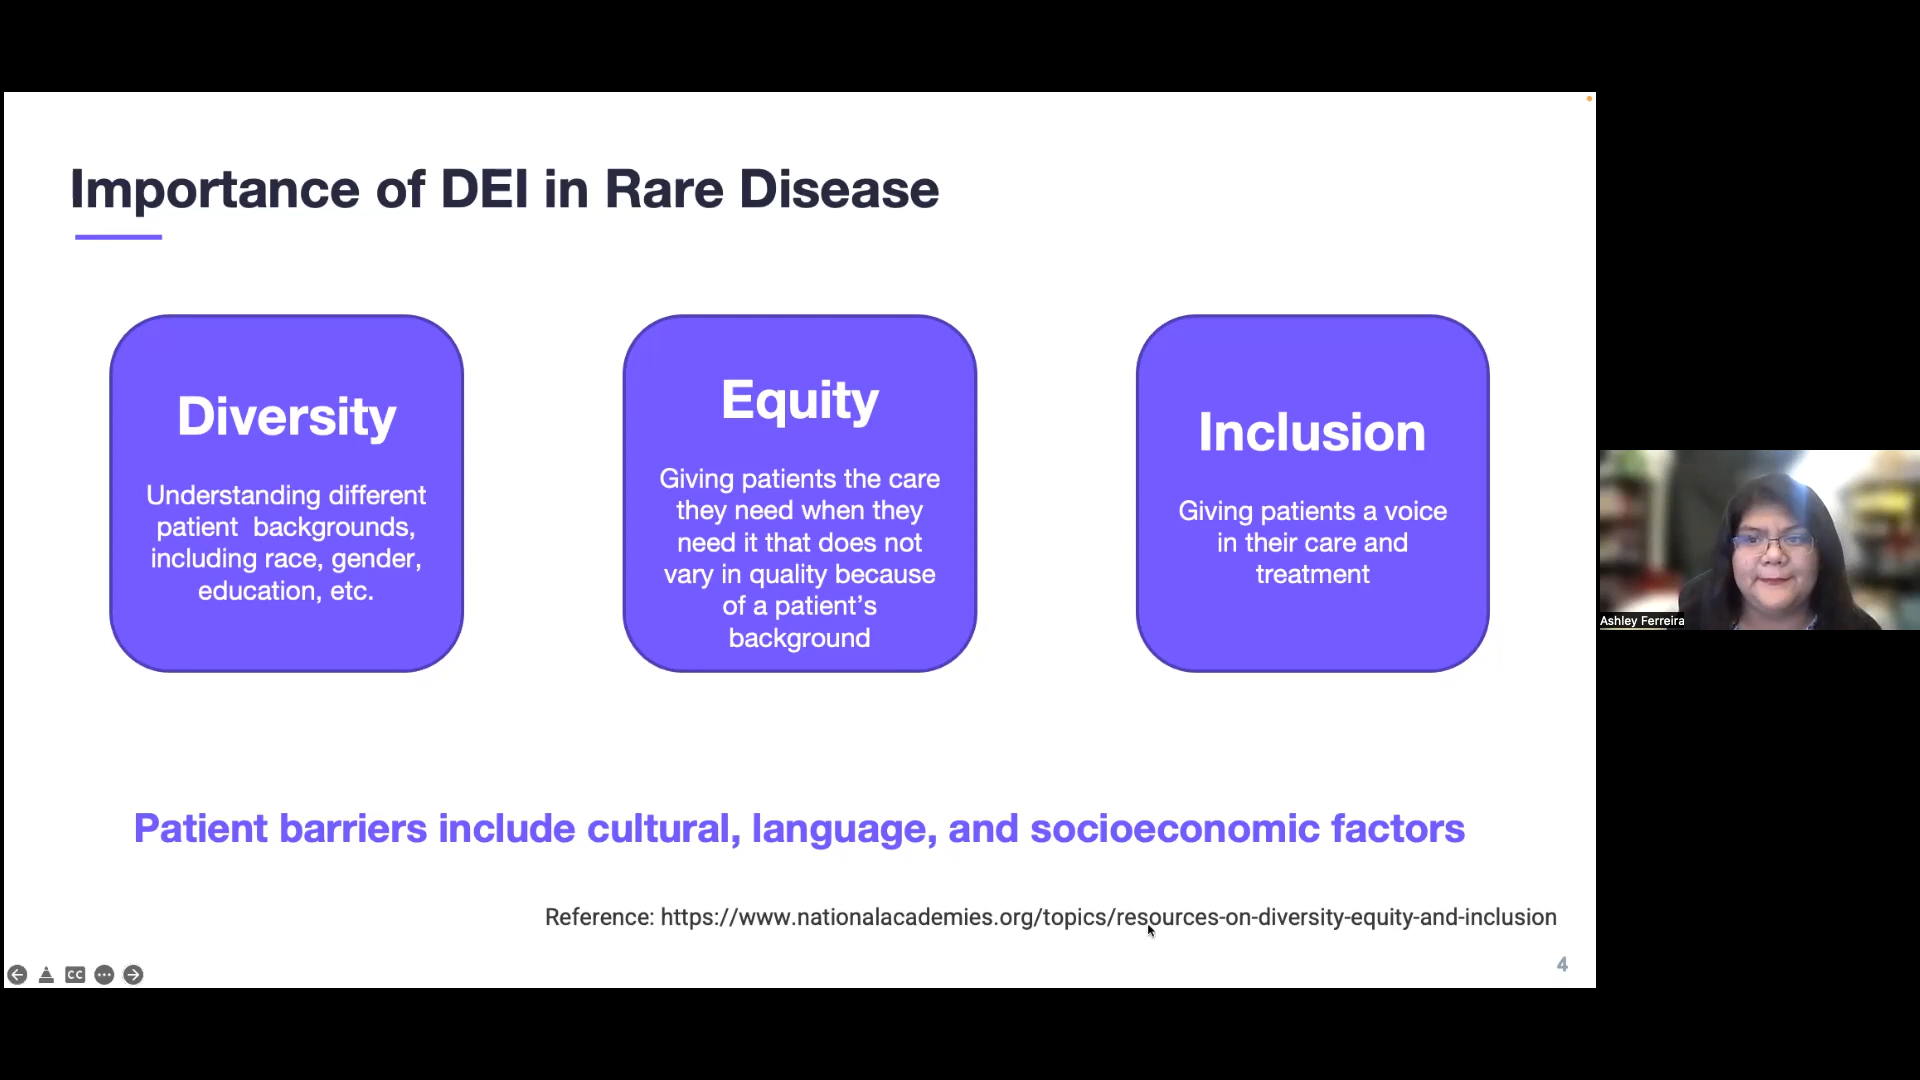 Importance of DEI in Rare Disease
Diversity
Understanding different
patient backgrounds,
including race, gender,
education, etc.
Equity
Giving patients the care
they need when they
need it that does not
vary in quality because
of a patient’s
background
Inclusion
Giving patients a voice
in their care and
treatment
Patient barriers include cultural, language, and socioeconomic factors
Reference: https://www.nationalacademies.org/topics/resources-on-diversity-equity-and-inclusion
4
CC
Ashley Ferreira